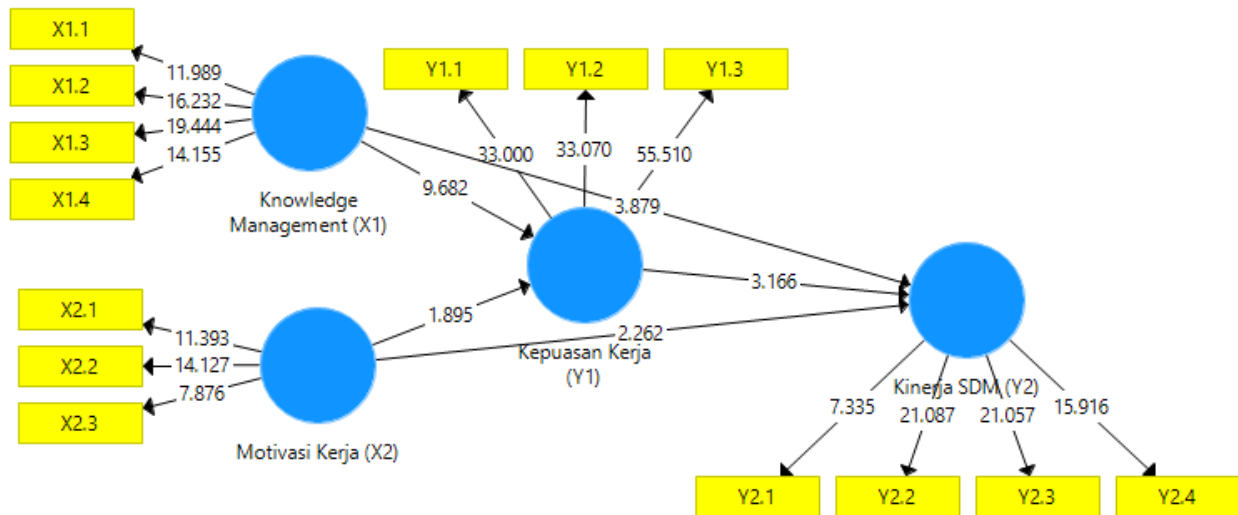 X1.1
X1.2
X1.3
X1.4
11.989
16.232
19.444
14.155
Knowledge
Management (X1)
Y1.1
Y1.2
Y1.3
33.000
33.070
55.510
9.682
3.879
X2.1
X2.2
X2.3
11.393
14.127
7.876
Motivasi Kerja (X2)
1.895
3.166
2.262
Kepuasan Kerja
(Y1)
Kinerja SDM (Y2)
7.335
21.087
21.057
15.916
Y2.1
Y2.2
Y2.3
Y2.4